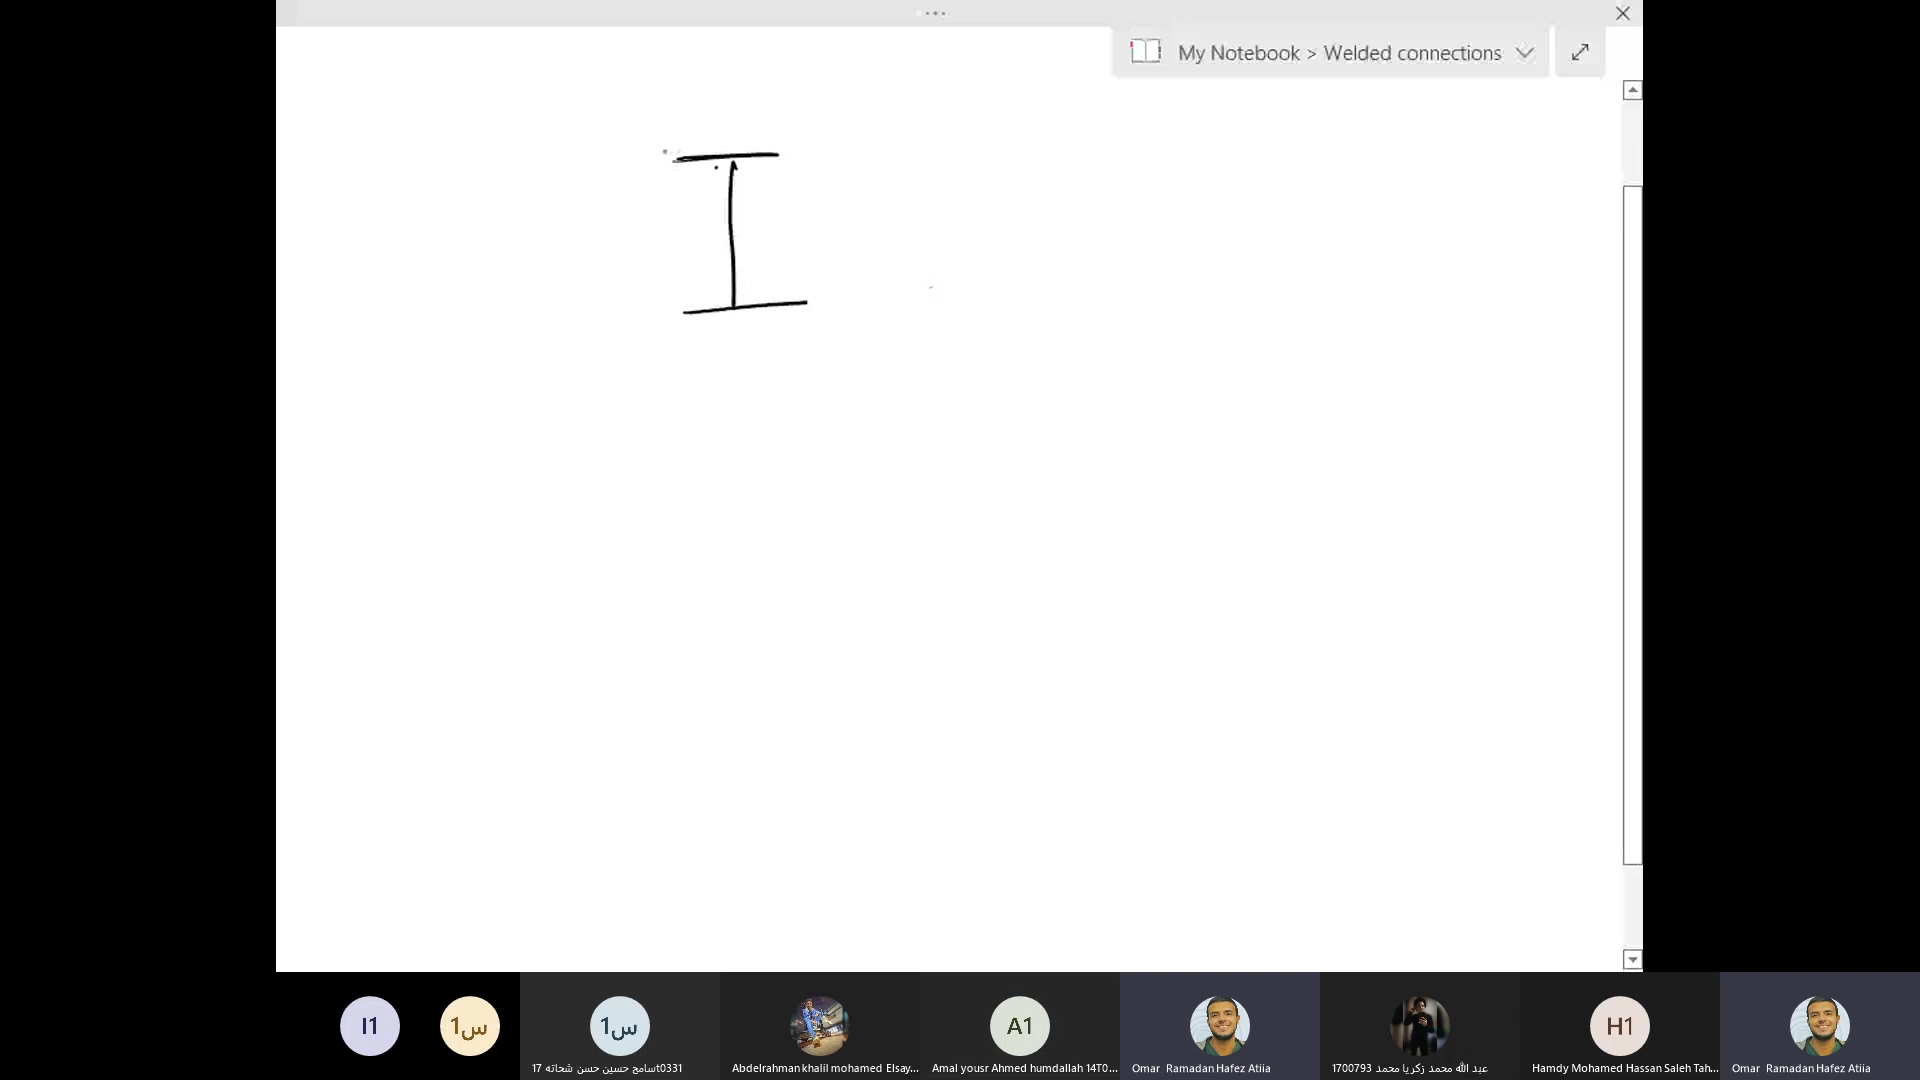 My Notebook > Welded connections
I1
س1
س1
A1
H1
سامح حسين حسن شحاته 17t0331
Abdelrahman khalil mohamed Elsay...
Amal yousr Ahmed humdallah 14T0...
Omar Ramadan Hafez Atiia
عبد الله محمد زكريا محمد 1700793
Hamdy Mohamed Hassan Saleh Tah...
Omar Ramadan Hafez Atiia